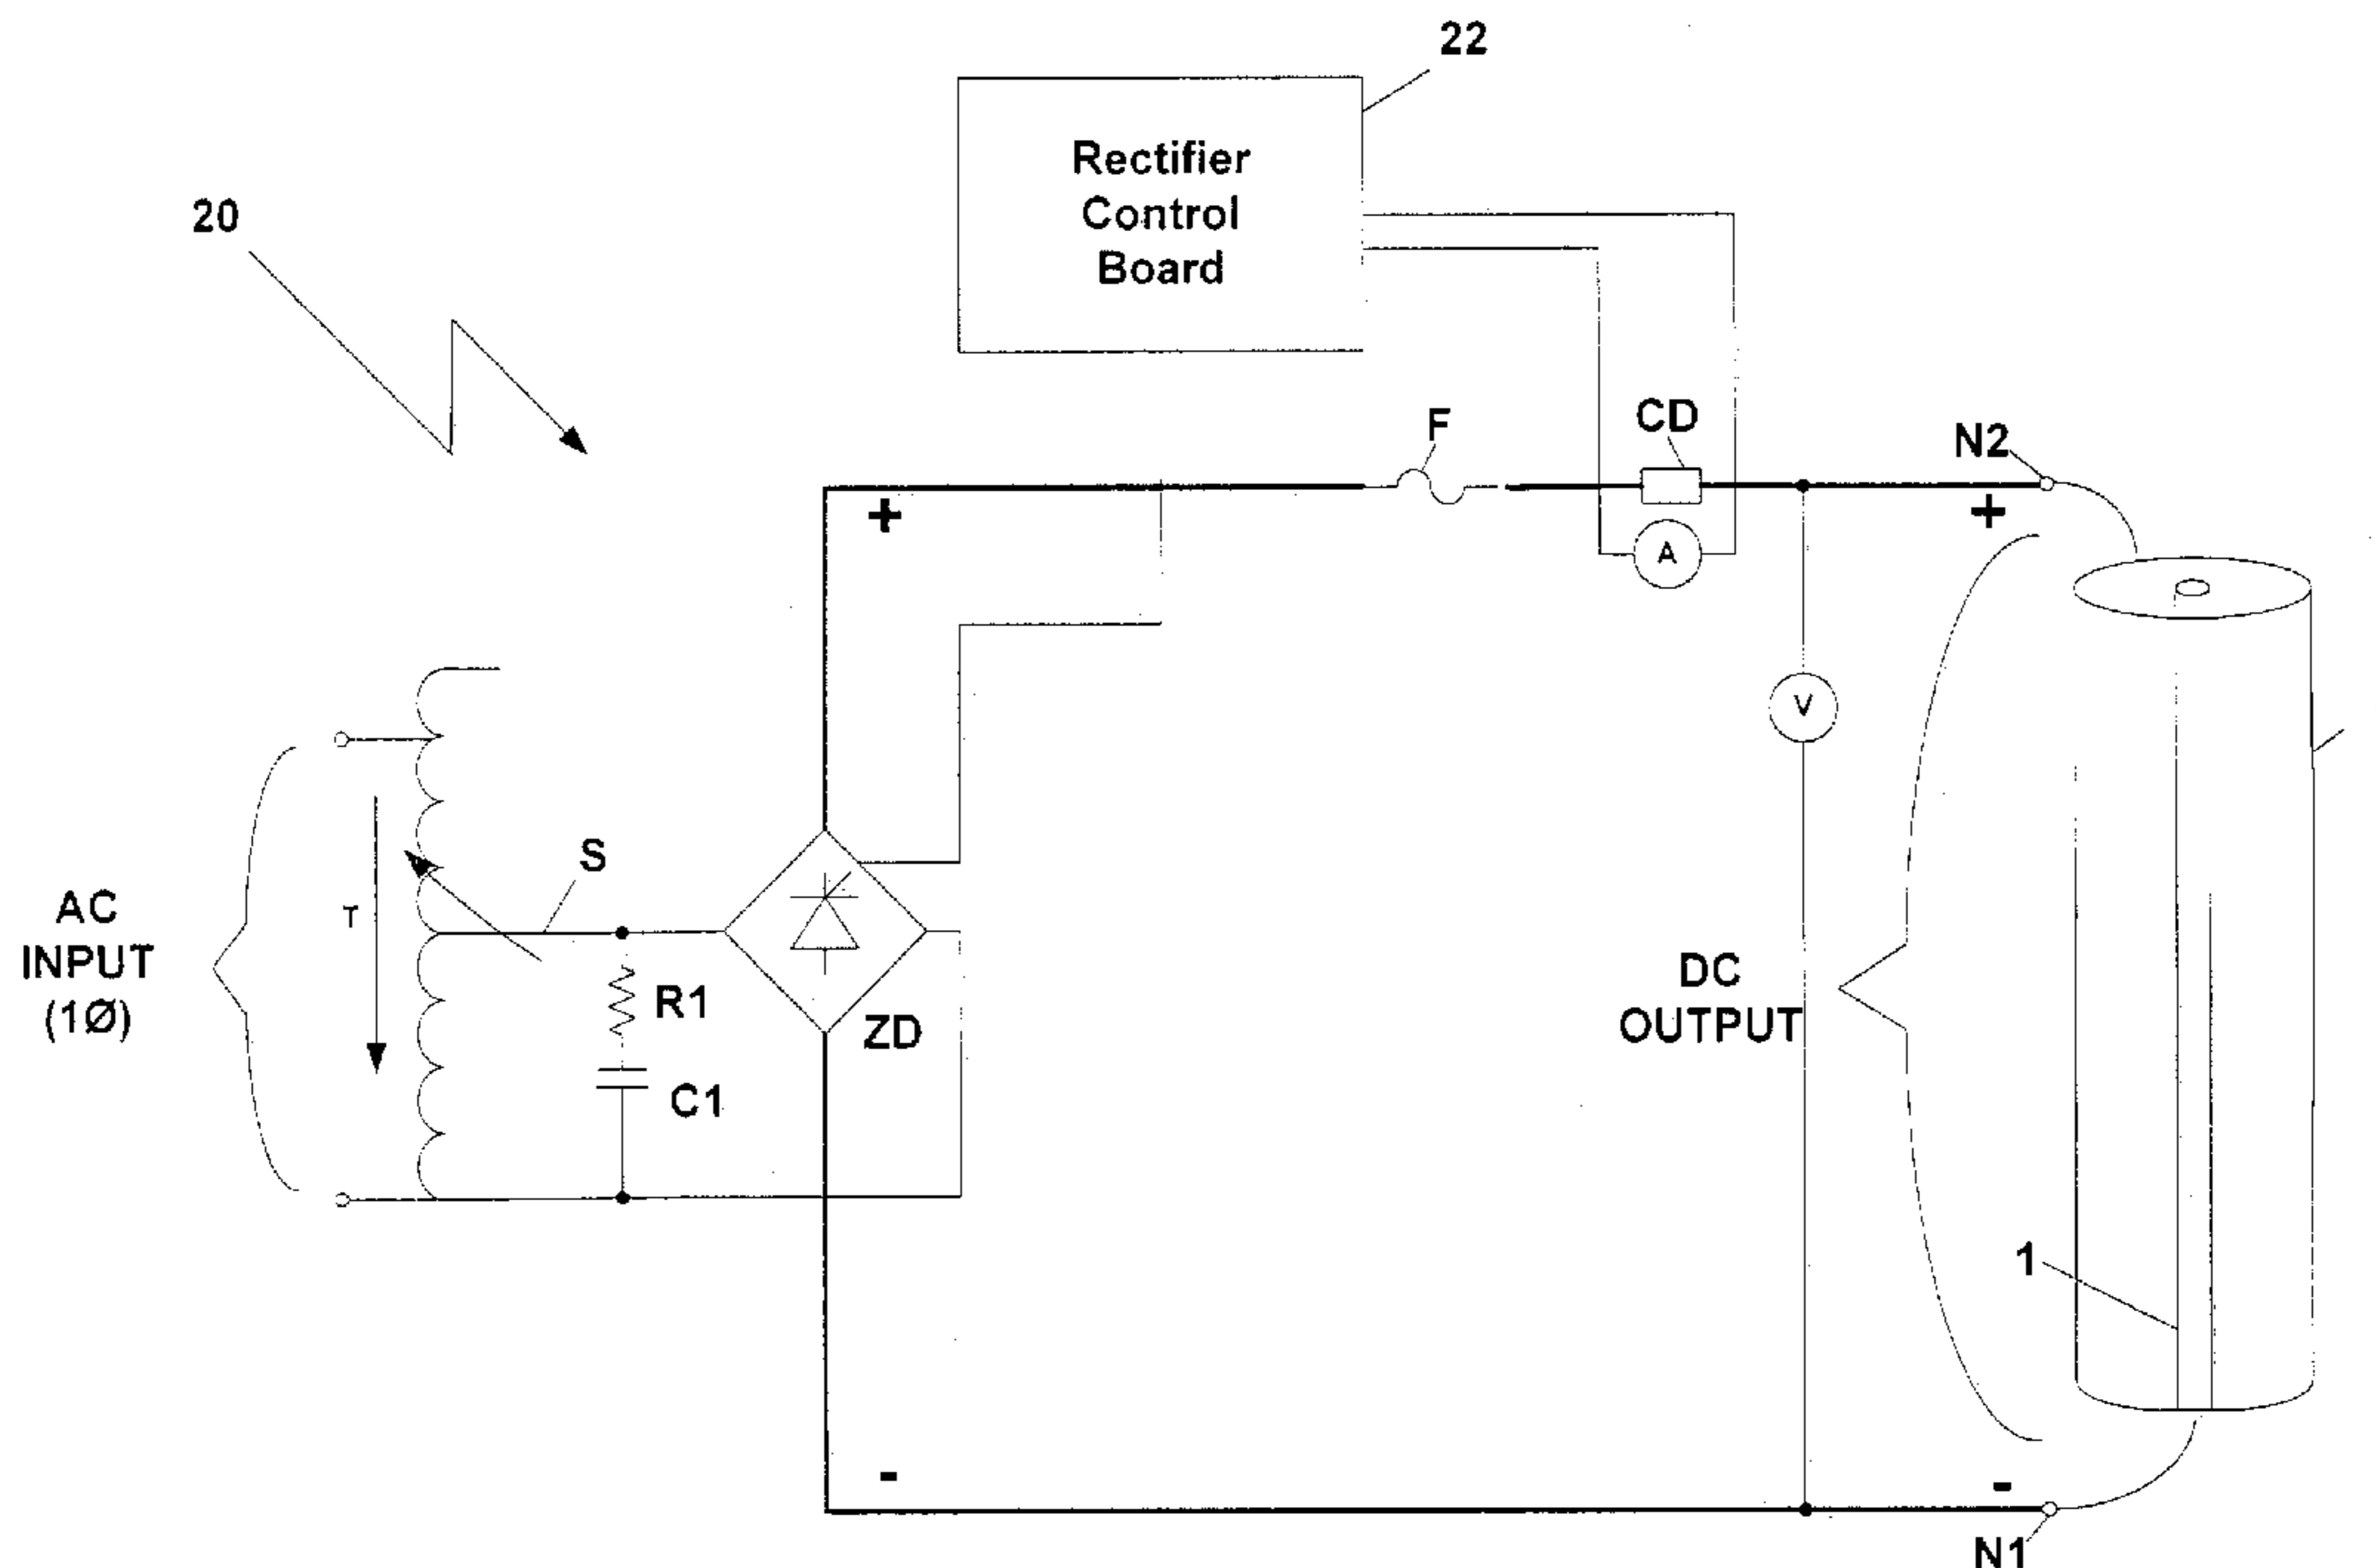 22
Rectifier
Control
Board
20
F
CD
N2
+
+
A
V
S
AC
INPUT
(1Ø)
T
R1
ZD
C1
DC
OUTPUT
1
-
-
N1